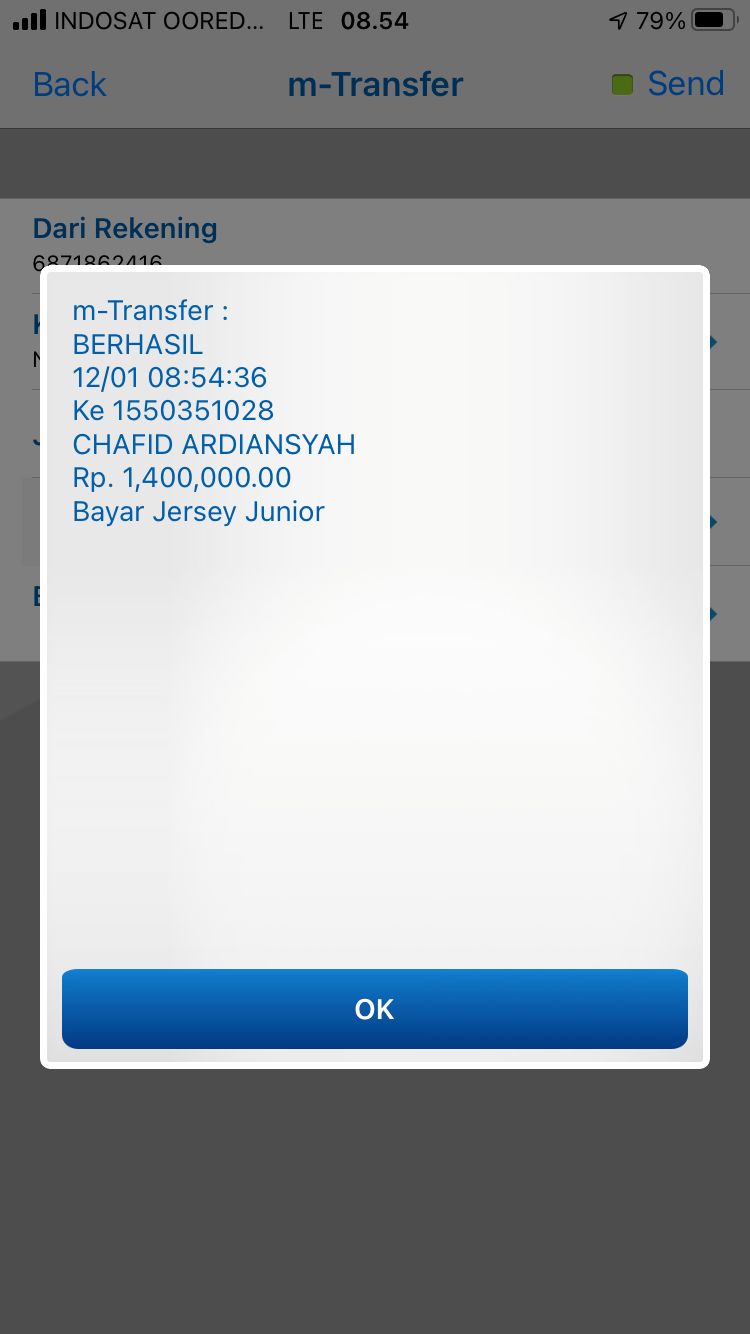 INDOSAT OORED... LTE 08.54 79%
Back m-Transfer Send
Dari Rekening
6871862416
m-Transfer :
BERHASIL
12/01 08:54:36
Ke 1550351028
CHAFID ARDIANSYAH
Rp. 1,400,000.00
Bayar Jersey Junior
OK